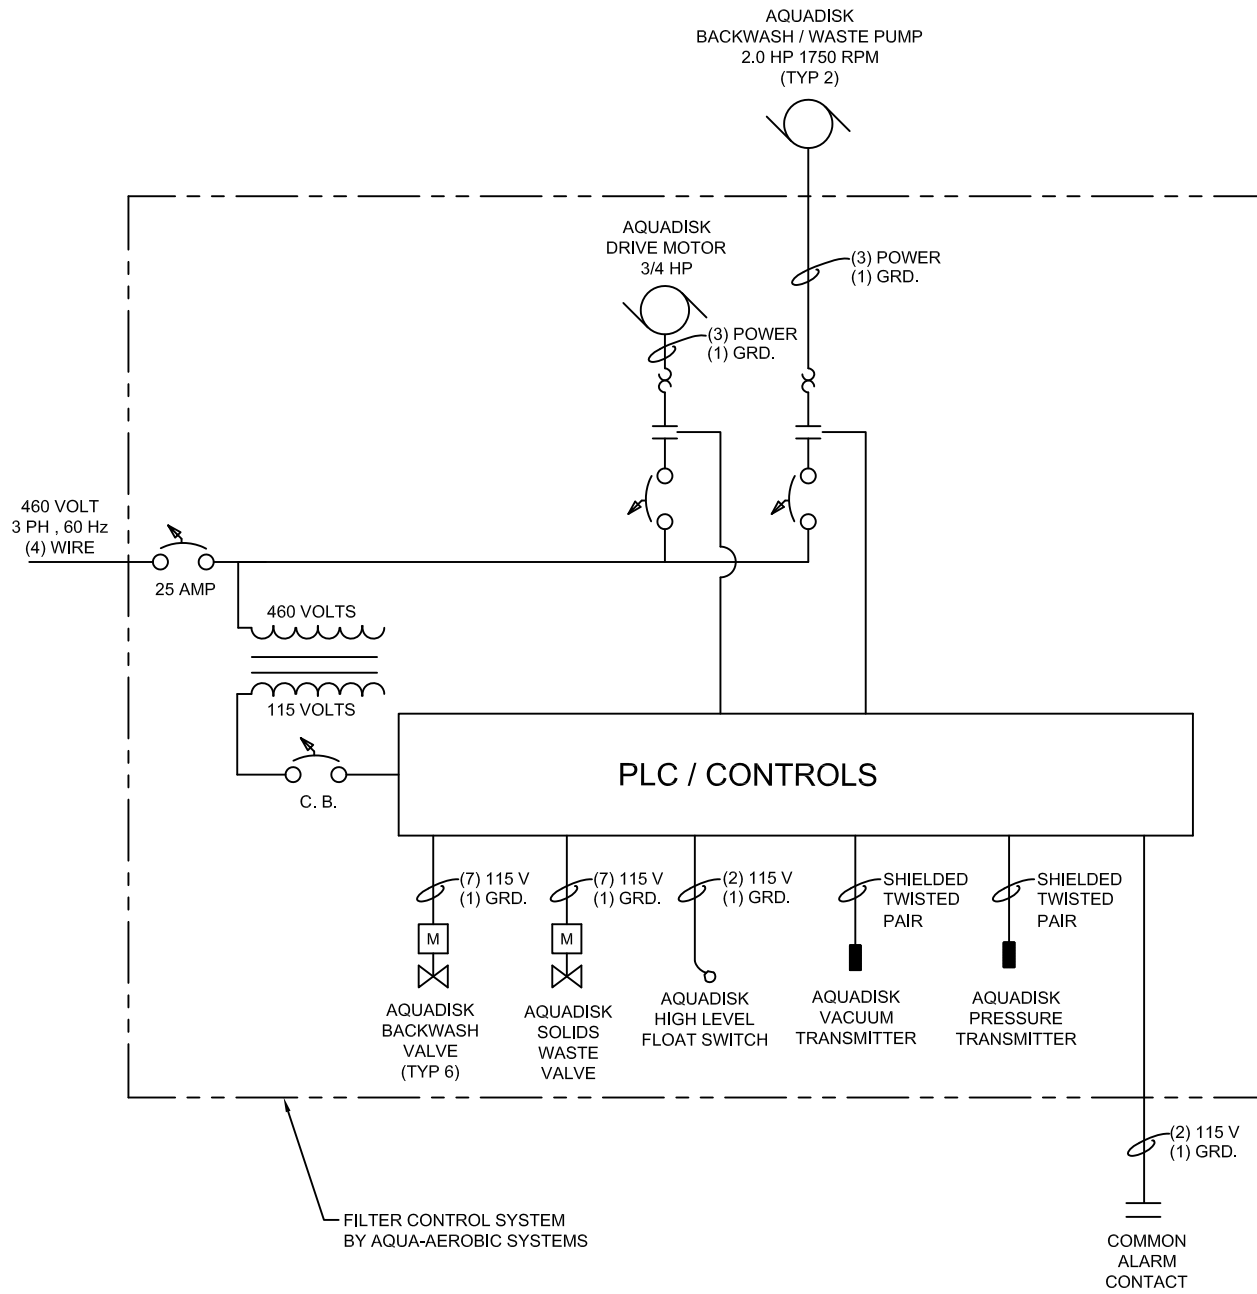 AQUADISK
BACKWASH / WASTE PUMP
2.0 HP 1750 RPM
(TYP 2)
AQUADISK
DRIVE MOTOR
3/4 HP
(3) POWER
(1) GRD.
(3) POWER
(1) GRD.
460 VOLT
3 PH , 60 Hz
(4) WIRE
25 AMP
460 VOLTS
115 VOLTS
C. B.
PLC / CONTROLS
(7) 115 V
(1) GRD.
(7) 115 V
(1) GRD.
(2) 115 V
(1) GRD.
SHIELDED
TWISTED
PAIR
SHIELDED
TWISTED
PAIR
M
M
AQUADISK
BACKWASH
VALVE
(TYP 6)
AQUADISK
SOLIDS
WASTE
VALVE
AQUADISK
HIGH LEVEL
FLOAT SWITCH
AQUADISK
VACUUM
TRANSMITTER
AQUADISK
PRESSURE
TRANSMITTER
(2) 115 V
(1) GRD.
FILTER CONTROL SYSTEM
BY AQUA-AEROBIC SYSTEMS
COMMON
ALARM
CONTACT